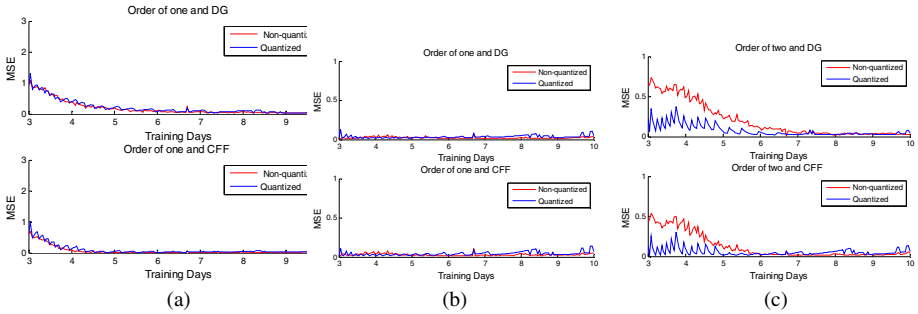 Order of one and DG
3
2
1
0
MSE
Non-quanti
Quantized
3 4 5 6 7 8 9
Training Days
Order of one and CFF
3
2
1
0
MSE
Non-quanti
Quantized
3 4 5 6 7 8 9
Training Days
(a)
Order of one and DG
1
0.5
0
MSE
Non-quantized
Quantized
3 4 5 6 7 8 9 10
Training Days
Order of one and CFF
1
0.5
0
MSE
Non-quantized
Quantized
3 4 5 6 7 8 9 10
Training Days
(b)
Order of two and DG
1
0.5
0
MSE
Non-quantized
Quantized
3 4 5 6 7 8 9 10
Training Days
Order of two and CFF
1
0.5
0
MSE
Non-quantized
Quantized
3 4 5 6 7 8 9 10
Training Days
(c)